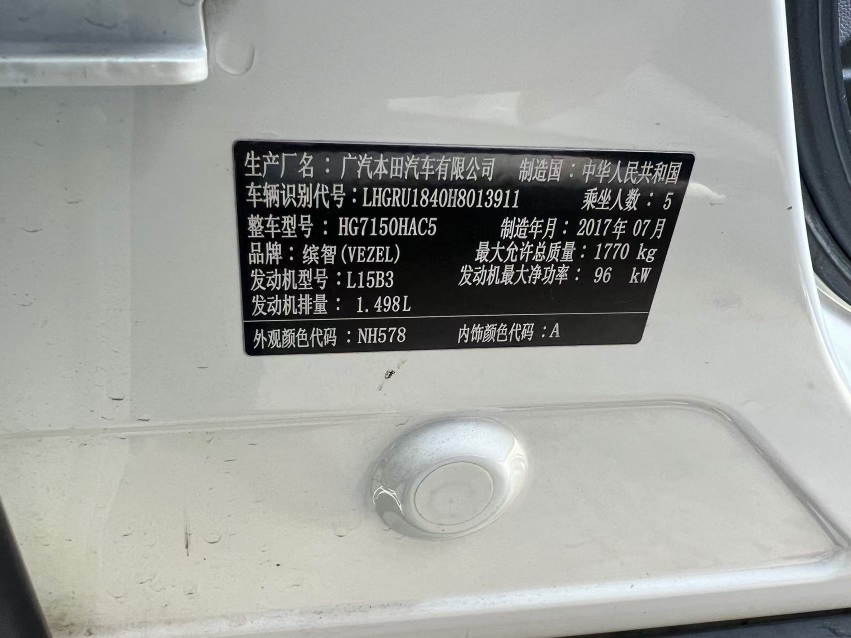 生产厂名：广汽本田汽车有限公司 制造国：中华人民共和国
车辆识别代号：LHGRU1840H8013911 乘坐人数：5
整车型号：HG7150HAC5 制造年月：2017年07月
品牌：缤智(VEZEL) 最大允许总质量：1770 kg
发动机型号：L15B3 发动机最大净功率：96 kW
发动机排量：1.498L
外观颜色代码：NH578 内饰颜色代码：A